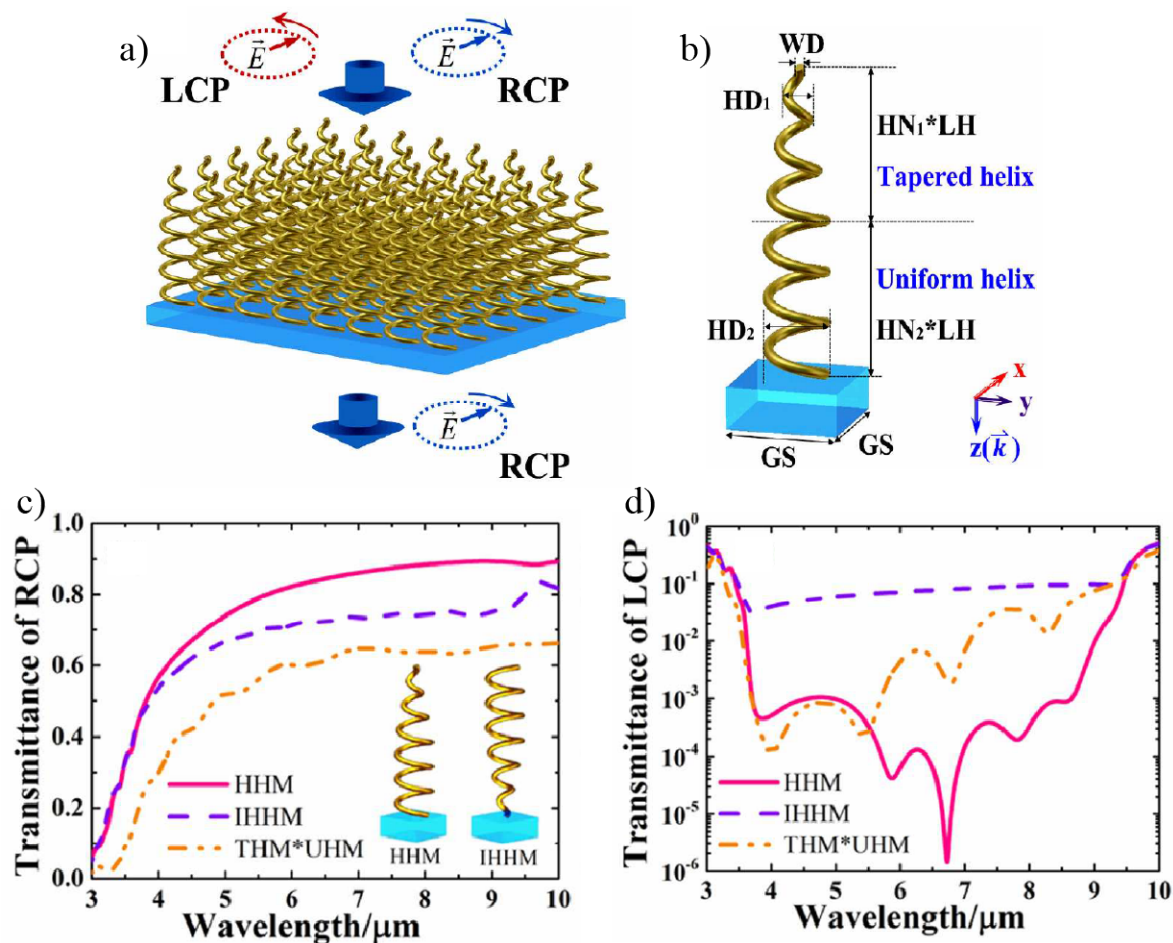 a)
E
LCP
E
RCP
E
RCP
b)
WD
HD1
HN1*LH
Tapered helix
Uniform helix
HD2
HN2*LH
GS
GS
x
y
z(k)
c)
Transmittance of RCP
1.0
0.8
0.6
0.4
0.2
0.0
HHM
IHHM
THM*UHM
HHM
IHHM
3 4 5 6 7 8 9 10
Wavelength/μm
d)
Transmittance of LCP
10^0
10^-1
10^-2
10^-3
10^-4
10^-5
10^-6
HHM
IHHM
THM*UHM
3 4 5 6 7 8 9 10
Wavelength/μm